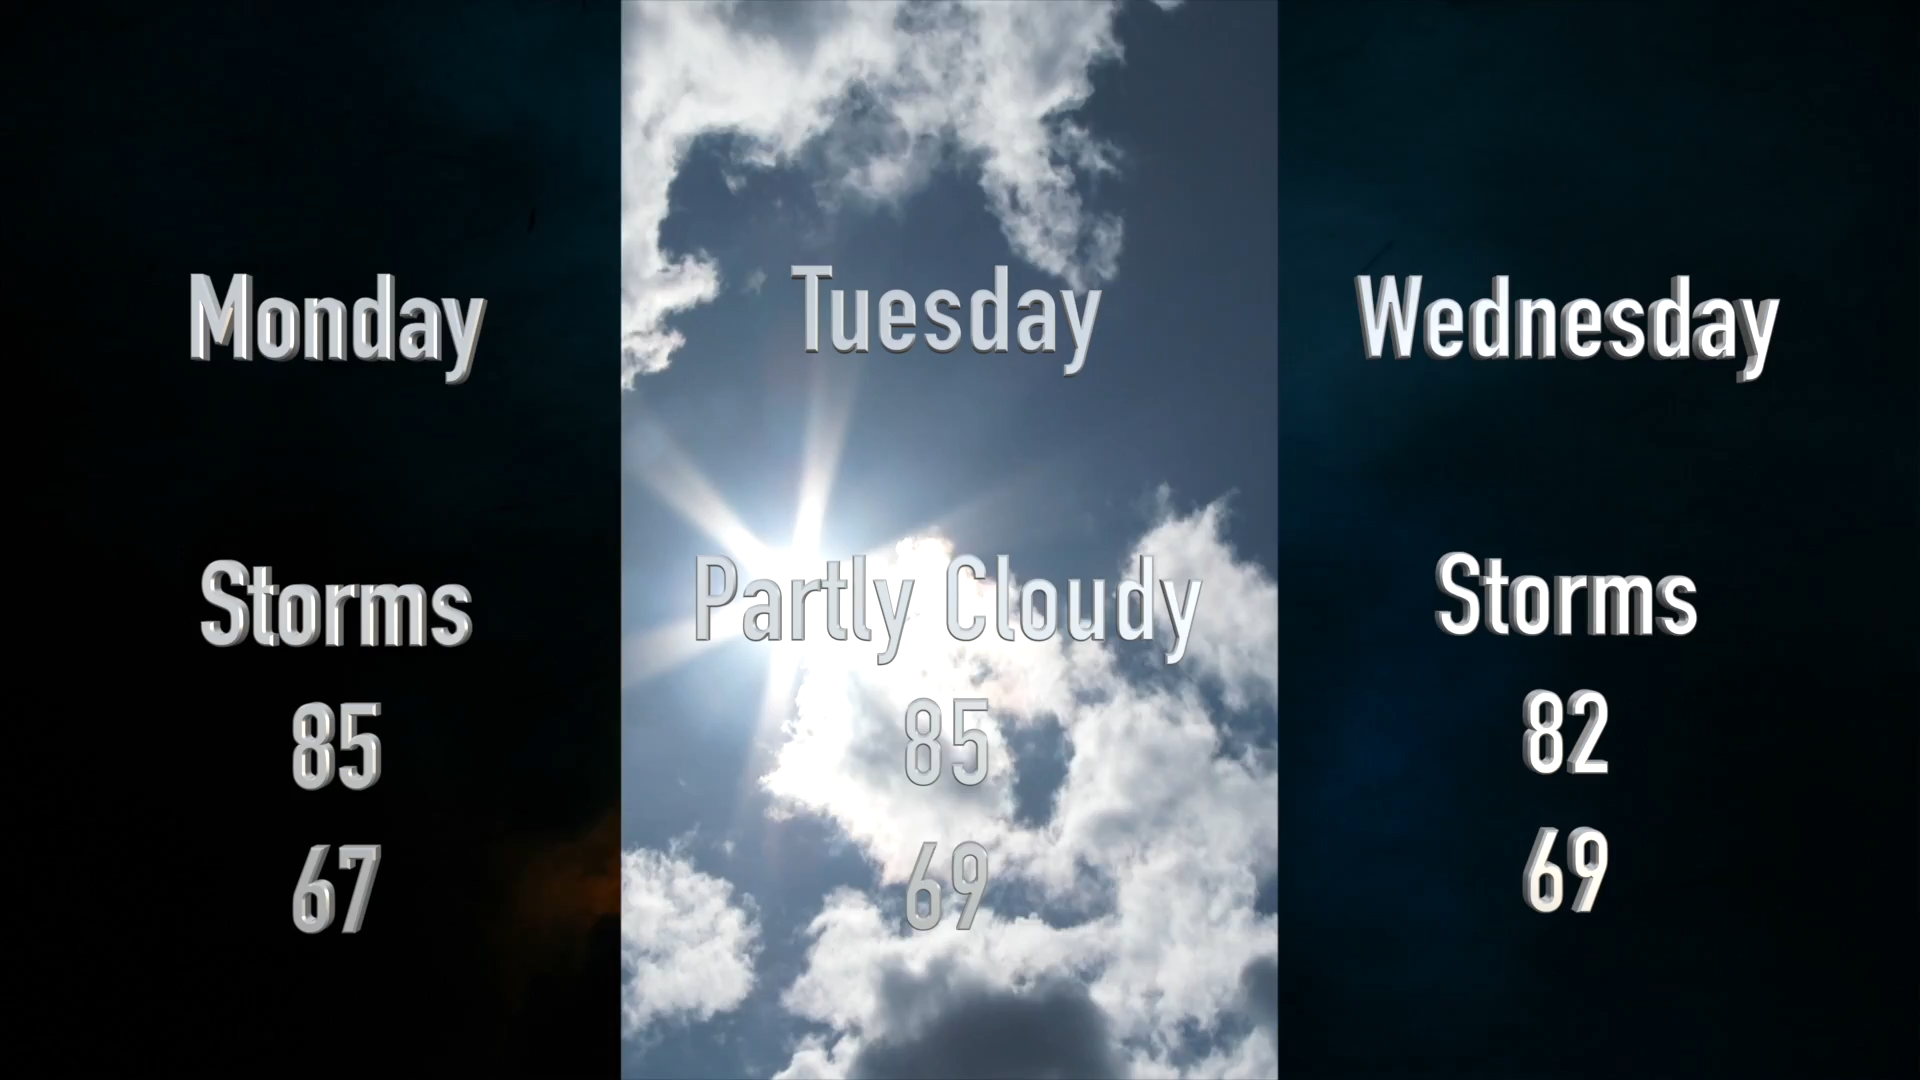 Monday
Storms
85
67
Tuesday
Partly Cloudy
85
69
Wednesday
Storms
82
69